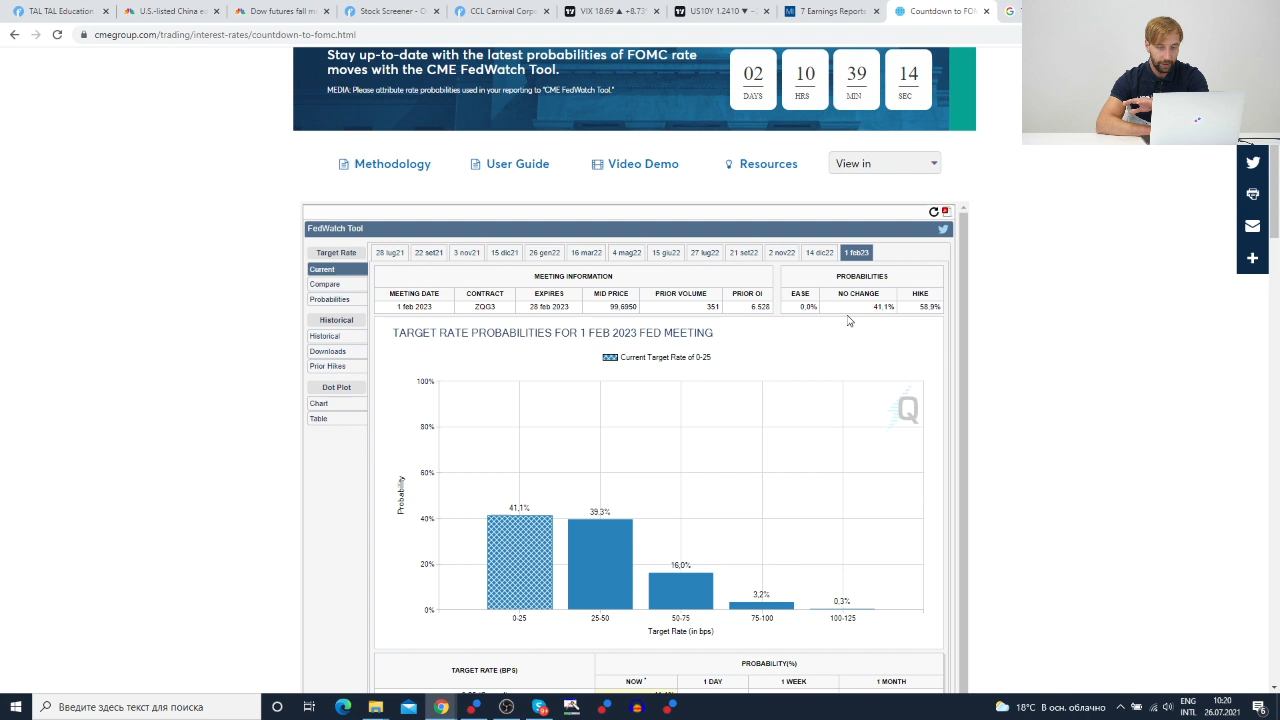 TAL TAL Education
U.S.-listed China ec
Dow futures fall m
Stock Screener - O
CCL Carnival Corpor
VIX 18.69 ▲ +8.73%
US10Y 1.2410 ▼ −
7 Earnings Reports
Countdown to FOM
cmegroup.com/trading/interest-rates/countdown-to-fomc.html
Stay up-to-date with the latest probabilities of FOMC rate
moves with the CME FedWatch Tool.
MEDIA: Please attribute rate probabilities used in your reporting to "CME FedWatch Tool."
02 10 39 14
DAYS HRS MIN SEC
Methodology User Guide Video Demo Resources View in
FedWatch Tool
Target Rate
Current
Compare
Probabilities
Historical
Historical
Downloads
Prior Hikes
Dot Plot
Chart
Table
28 lug21 22 set21 3 nov21 15 dic21 26 gen22 16 mar22 4 mag22 15 giu22 27 lug22 21 set22 2 nov22 14 dic22 1 feb23
MEETING INFORMATION PROBABILITIES
MEETING DATE CONTRACT EXPIRES MID PRICE PRIOR VOLUME PRIOR OI EASE NO CHANGE HIKE
1 feb 2023 ZQG3 28 feb 2023 99,6950 351 6.528 0,0% 41,1% 58,9%
TARGET RATE PROBABILITIES FOR 1 FEB 2023 FED MEETING
Current Target Rate of 0-25
Probability
100%
80%
60%
40%
20%
0%
41,1%
39,3%
16,0%
3,2%
0,3%
0-25 25-50 50-75 75-100 100-125
Target Rate (in bps)
TARGET RATE (BPS) PROBABILITY(%)
NOW * 1 DAY 1 WEEK 1 MONTH
Введите здесь текст для поиска
18°C В осн. облачно
ENG
INTL
10:20
26.07.2021